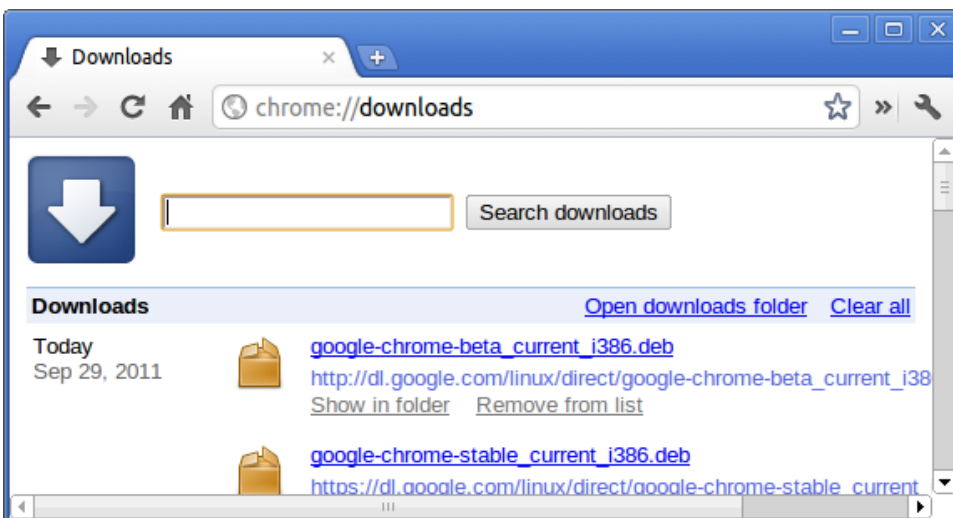 Downloads
chrome://downloads
Search downloads
Downloads Open downloads folder Clear all
Today google-chrome-beta_current_i386.deb
Sep 29, 2011 http://dl.google.com/linux/direct/google-chrome-beta_current_i38
Show in folder Remove from list
google-chrome-stable_current_i386.deb
https://dl.google.com/linux/direct/google-chrome-stable_current_